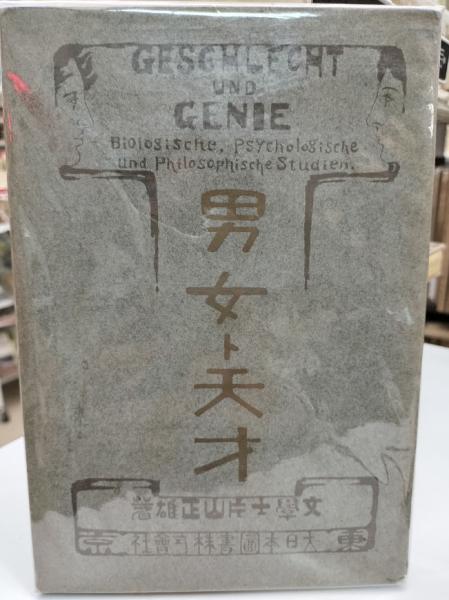 GESCHLECHT
UND
GENIE
Biologische, Psychologische
und Philosophische Studien.
男女ト天才
文學士片山正雄著
東 大日本圖書株式會社 京